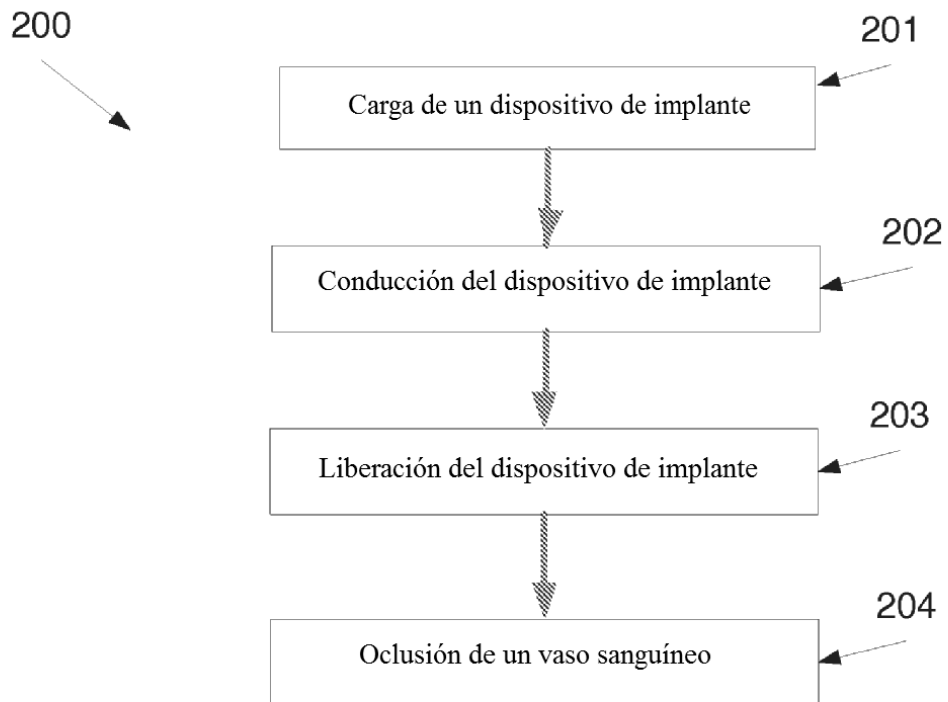 200
201
Carga de un dispositivo de implante
202
Conducción del dispositivo de implante
203
Liberación del dispositivo de implante
204
Oclusión de un vaso sanguíneo